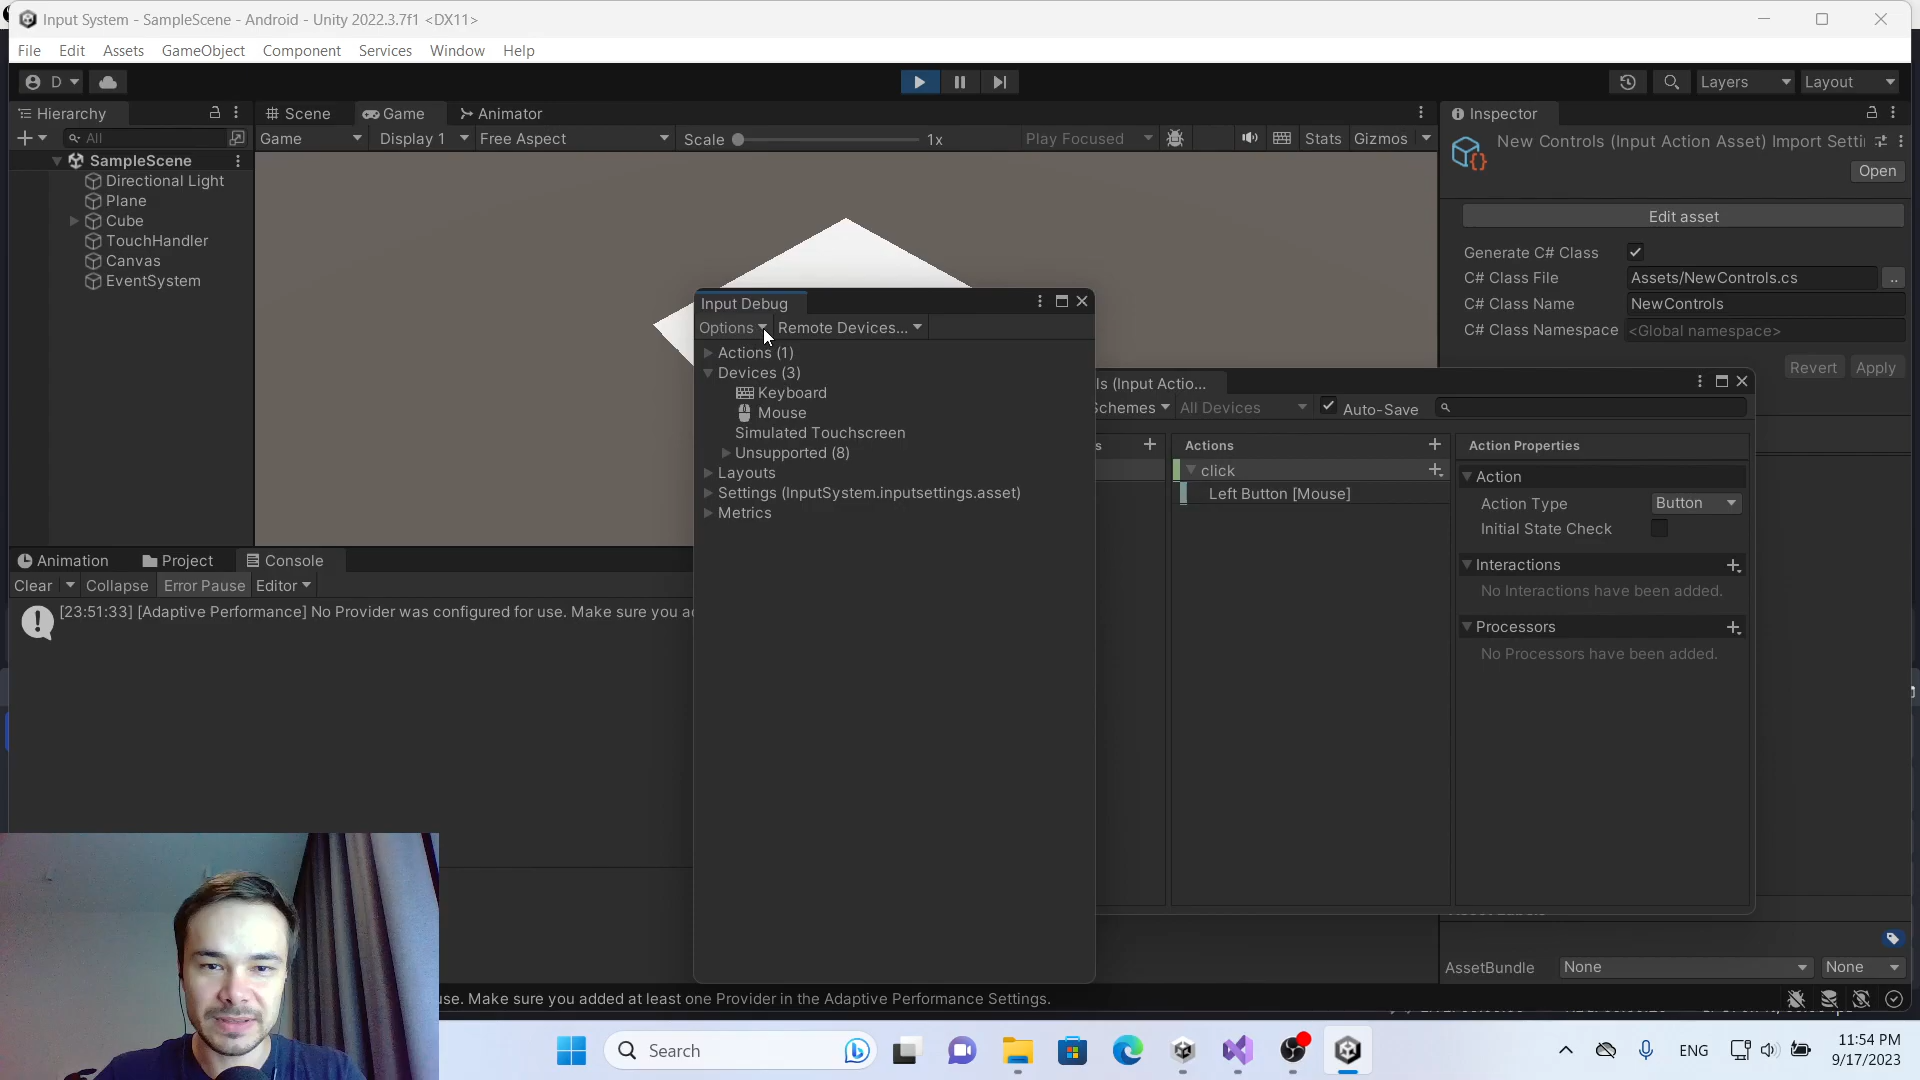 Input System - SampleScene - Android - Unity 2022.3.7f1 <DX11>
File Edit Assets GameObject Component Services Window Help
D
Layers
Layout
Hierarchy
Scene
Game
Animator
Inspector
All
Game
Display 1
Free Aspect
Scale
1x
Play Focused
Stats
Gizmos
SampleScene
Directional Light
Plane
Cube
TouchHandler
Canvas
EventSystem
New Controls (Input Action Asset) Import Setti
Open
Edit asset
Generate C# Class
C# Class File
Assets/NewControls.cs
..
C# Class Name
NewControls
C# Class Namespace
<Global namespace>
Revert
Apply
Input Debug
Options
Remote Devices...
Actions (1)
Devices (3)
Keyboard
Mouse
Simulated Touchscreen
Unsupported (8)
Layouts
Settings (InputSystem.inputsettings.asset)
Metrics
ls (Input Actio...
Schemes
All Devices
Auto-Save
s
Actions
Action Properties
click
Left Button [Mouse]
Action
Action Type
Button
Initial State Check
Interactions
No Interactions have been added.
Processors
No Processors have been added.
Animation
Project
Console
Clear
Collapse
Error Pause
Editor
[23:51:33] [Adaptive Performance] No Provider was configured for use. Make sure you a
AssetBundle
None
None
use. Make sure you added at least one Provider in the Adaptive Performance Settings.
Search
ENG
11:54 PM
9/17/2023